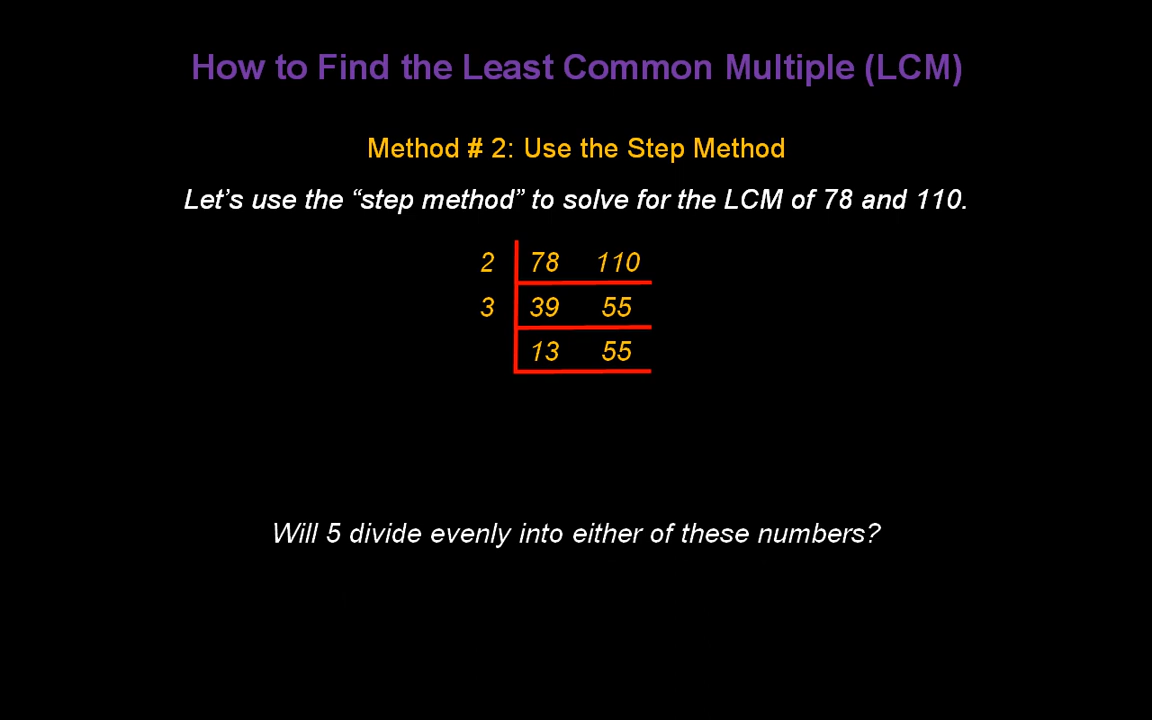 How to Find the Least Common Multiple (LCM)
Method # 2: Use the Step Method
Let’s use the “step method” to solve for the LCM of 78 and 110.
2 78 110
3 39 55
13 55
Will 5 divide evenly into either of these numbers?